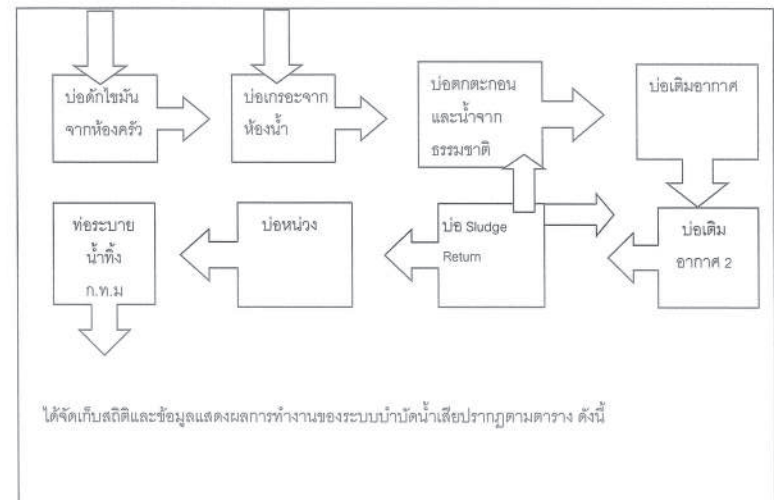 บ่อดักไขมัน
จากห้องครัว
บ่อเกรอะจาก
ห้องน้ำ
บ่อตกตะกอน
และน้ำจาก
ธรรมชาติ
บ่อเติมอากาศ
ท่อระบาย
น้ำทิ้ง
ก.ท.ม
บ่อหน่วง
บ่อ Sludge
Return
บ่อเติม
อากาศ 2
ได้จัดเก็บสถิติและข้อมูลแสดงผลการทำงานของระบบบำบัดน้ำเสียปรากฏตามตาราง ดังนี้